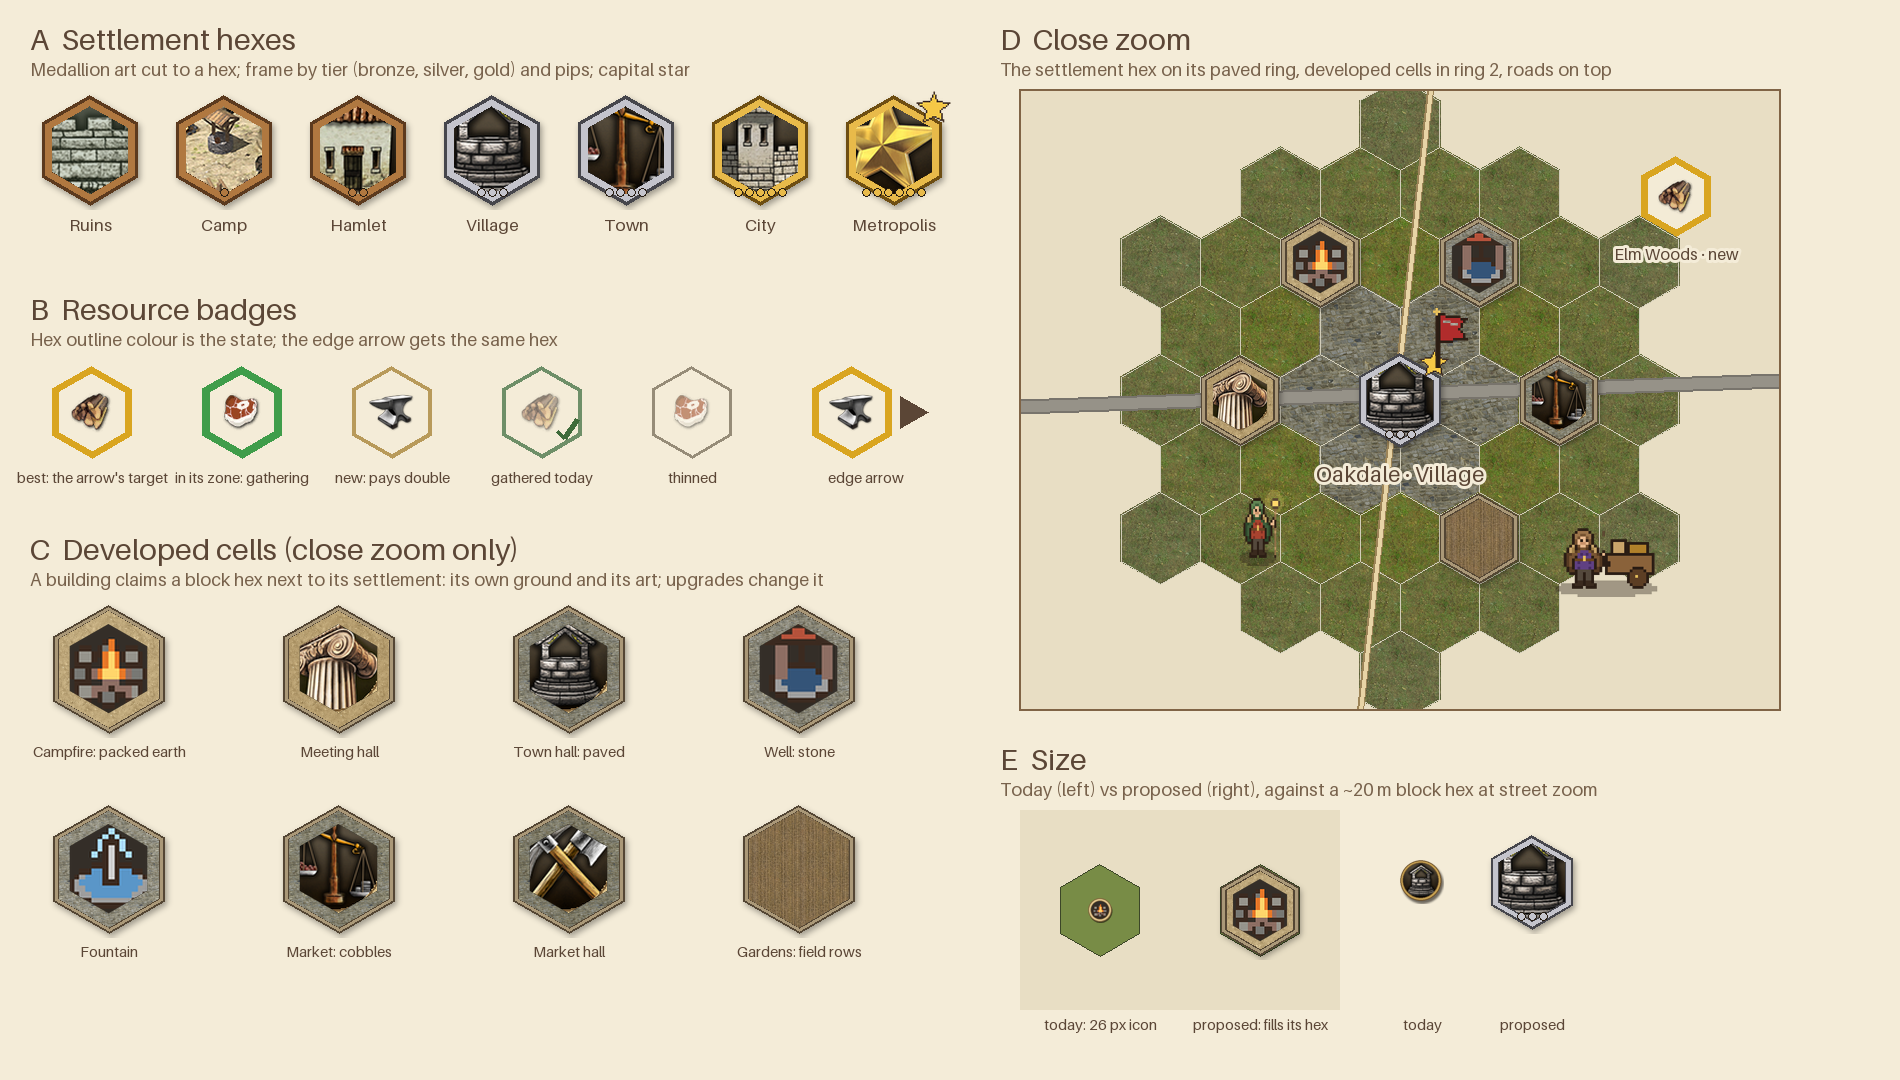 A Settlement hexes
Medallion art cut to a hex; frame by tier (bronze, silver, gold) and pips; capital star
Ruins
Camp
Hamlet
Village
Town
City
Metropolis
B Resource badges
Hex outline colour is the state; the edge arrow gets the same hex
best: the arrow's target
in its zone: gathering
new: pays double
gathered today
thinned
edge arrow
C Developed cells (close zoom only)
A building claims a block hex next to its settlement: its own ground and its art; upgrades change it
Campfire: packed earth
Meeting hall
Town hall: paved
Well: stone
Fountain
Market: cobbles
Market hall
Gardens: field rows
D Close zoom
The settlement hex on its paved ring, developed cells in ring 2, roads on top
Elm Woods · new
Oakdale · Village
E Size
Today (left) vs proposed (right), against a ~20 m block hex at street zoom
today: 26 px icon
proposed: fills its hex
today
proposed